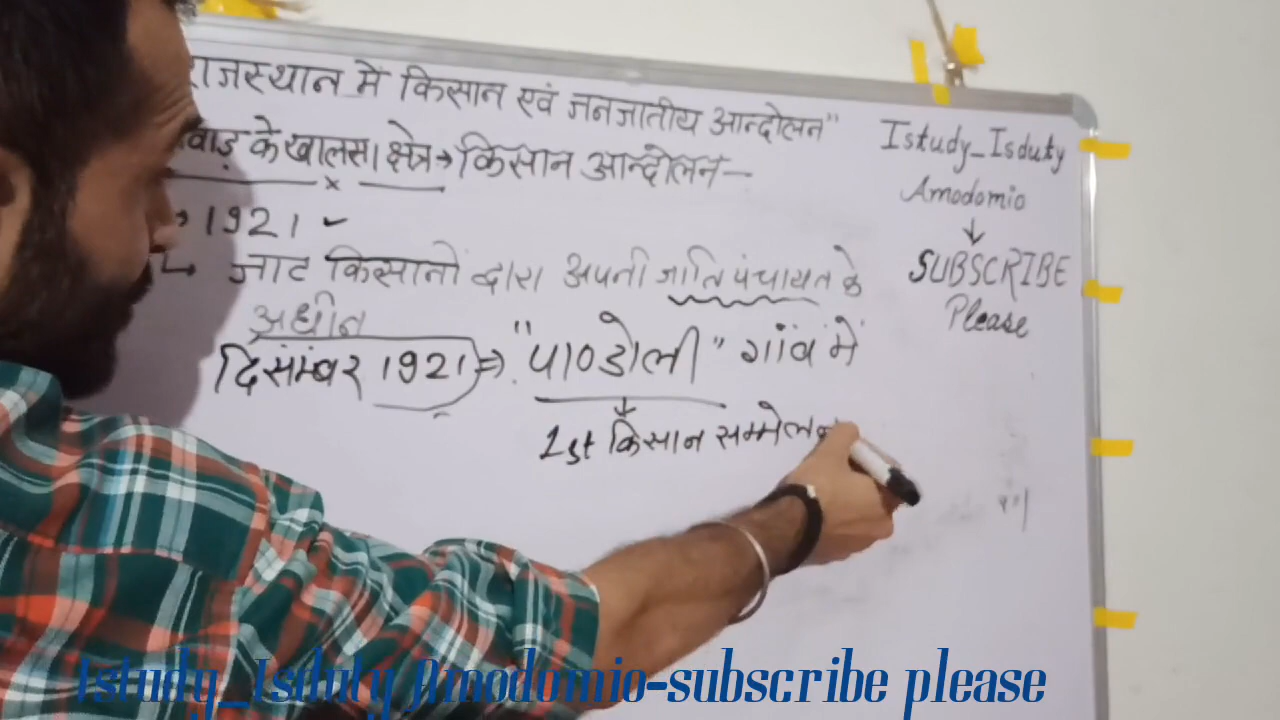 राजस्थान में किसान एवं जनजातीय आन्दोलन"
वाड़ के खालसा क्षेत्र → किसान आन्दोलन —
→ 1921 ✓
↳ जाट किसानों द्वारा अपनी जाति पंचायत के
अधीन
दिसंम्बर 1921 ⇒ "पाण्डोली" गांव में
1st किसान सम्मेलन
Istudy_Isduty
Amodomio
↓
SUBSCRIBE
Please
Istudy_Isduty Amodomio-subscribe please